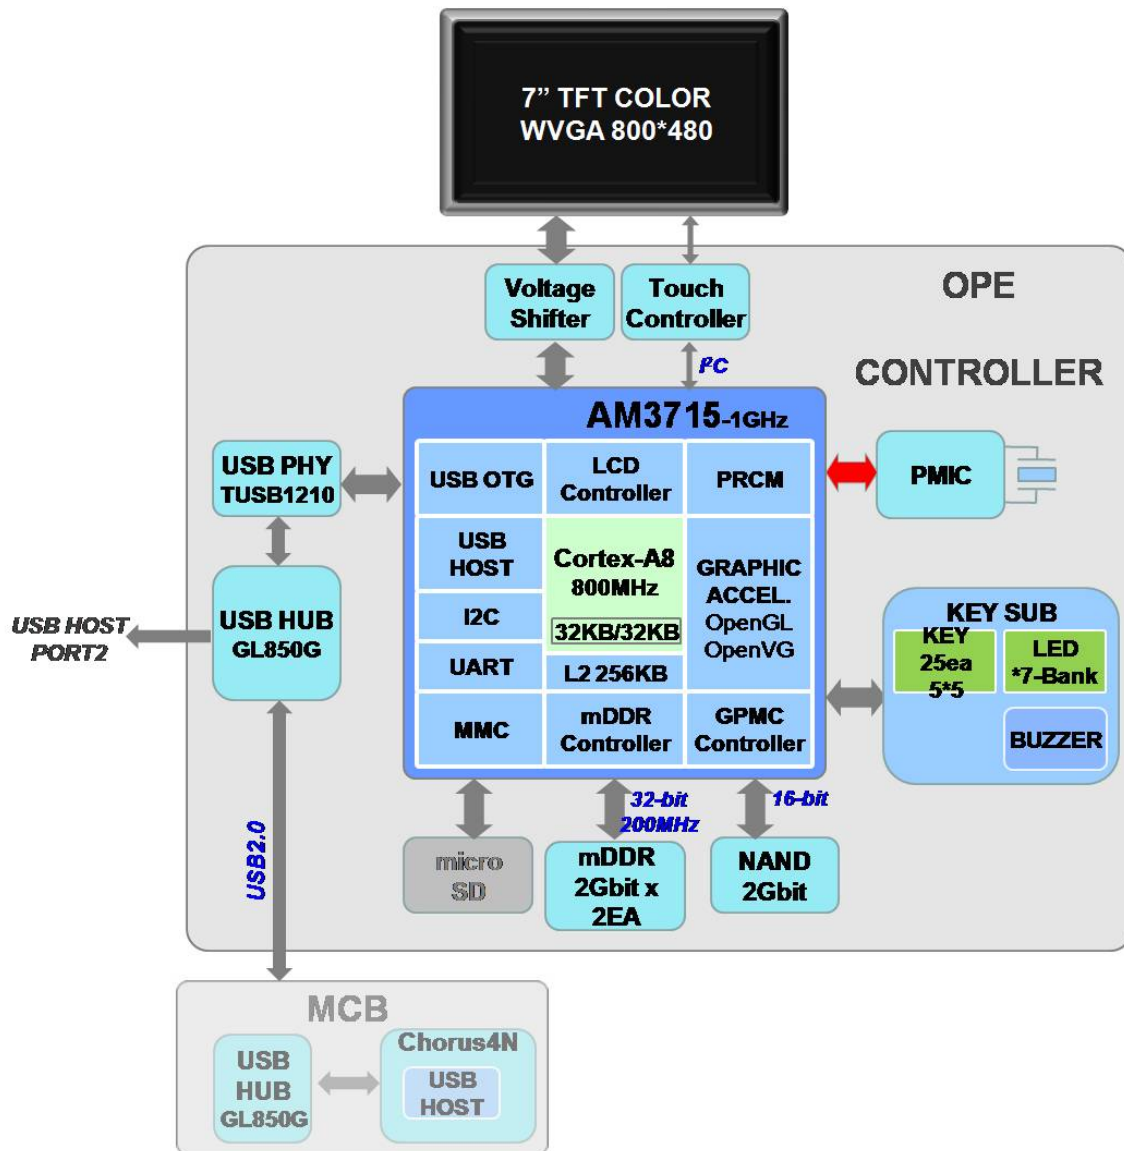 7” TFT COLOR
WVGA 800*480
OPE
CONTROLLER
Voltage
Shifter
Touch
Controller
I²C
AM3715-1GHz
USB PHY
TUSB1210
USB OTG
LCD
Controller
PRCM
PMIC
USB
HOST
Cortex-A8
800MHz
32KB/32KB
GRAPHIC
ACCEL.
OpenGL
OpenVG
I2C
UART
L2 256KB
MMC
mDDR
Controller
GPMC
Controller
USB HUB
GL850G
USB HOST
PORT2
KEY SUB
KEY
25ea
5*5
LED
*7-Bank
BUZZER
32-bit
200MHz
16-bit
USB2.0
micro
SD
mDDR
2Gbit x
2EA
NAND
2Gbit
MCB
USB
HUB
GL850G
Chorus4N
USB
HOST